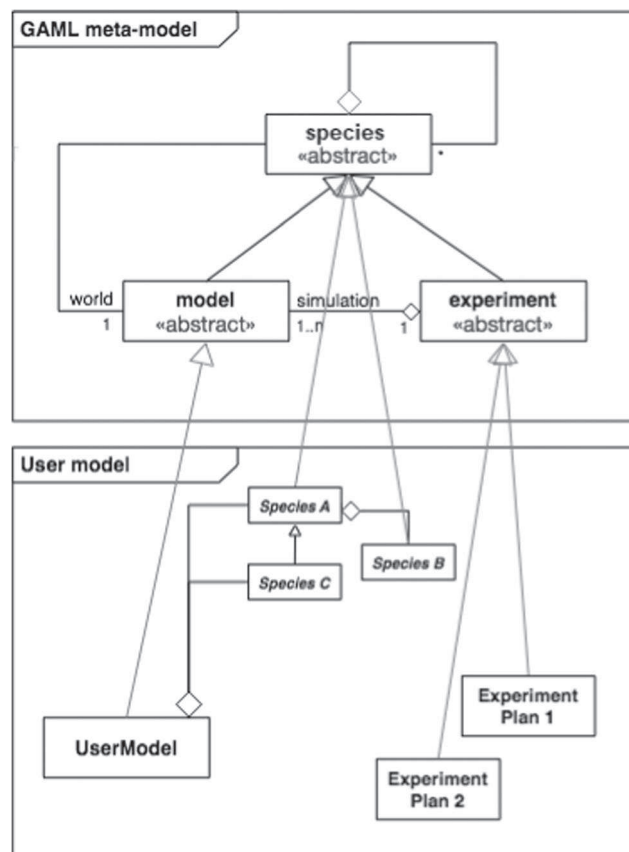 GAML meta-model
species
«abstract»
*
world
1
model
«abstract»
simulation
1..n
1
experiment
«abstract»
User model
Species A
Species B
Species C
UserModel
Experiment
Plan 1
Experiment
Plan 2